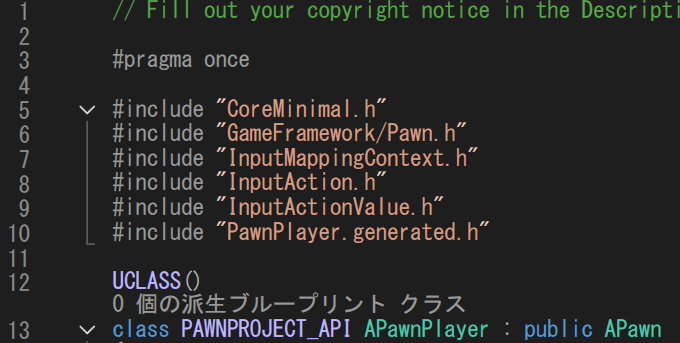 1 // Fill out your copyright notice in the Descripti
2
3 #pragma once
4
5 #include "CoreMinimal.h"
6 #include "GameFramework/Pawn.h"
7 #include "InputMappingContext.h"
8 #include "InputAction.h"
9 #include "InputActionValue.h"
10 #include "PawnPlayer.generated.h"
11
12 UCLASS()
0 個の派生ブループリント クラス
13 class PAWNPROJECT_API APawnPlayer : public APawn